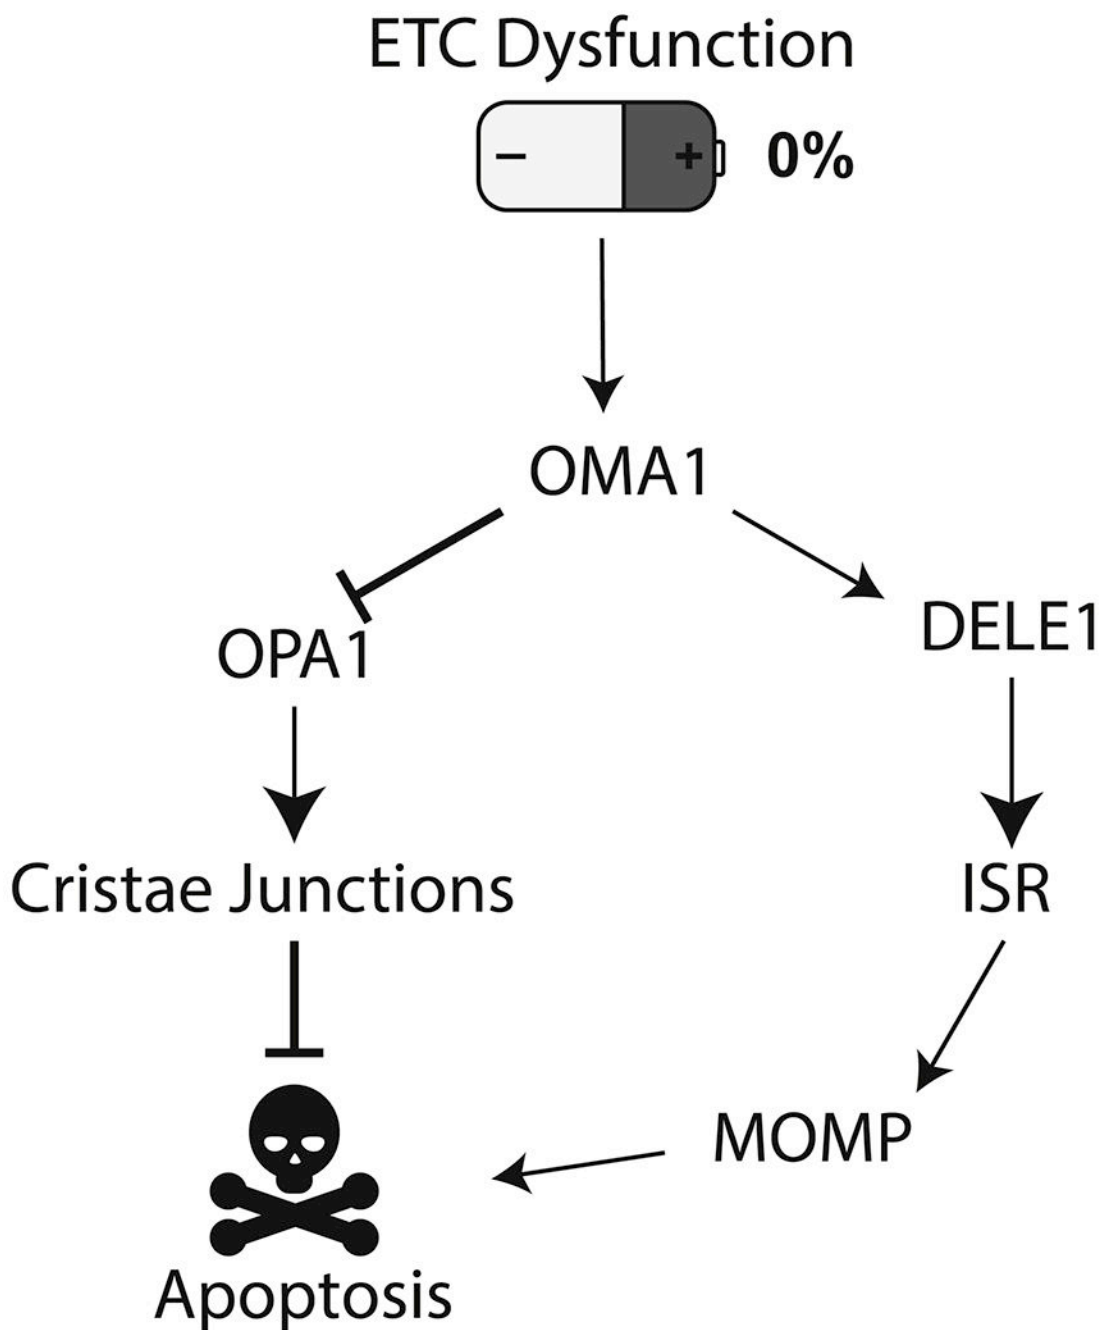 ETC Dysfunction
− + 0%
OMA1
OPA1
DELE1
Cristae Junctions
ISR
MOMP
Apoptosis